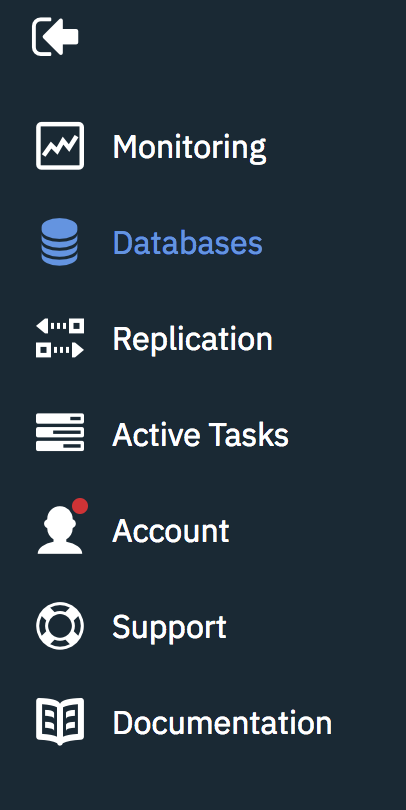 Monitoring
Databases
Replication
Active Tasks
Account
Support
Documentation